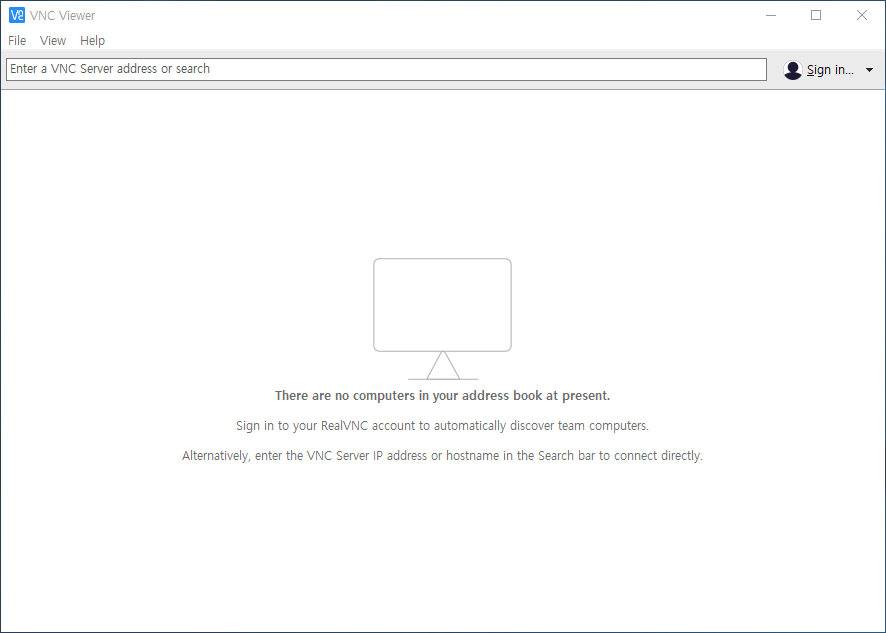 VNC Viewer
File View Help
Enter a VNC Server address or search
Sign in...
There are no computers in your address book at present.
Sign in to your RealVNC account to automatically discover team computers.
Alternatively, enter the VNC Server IP address or hostname in the Search bar to connect directly.